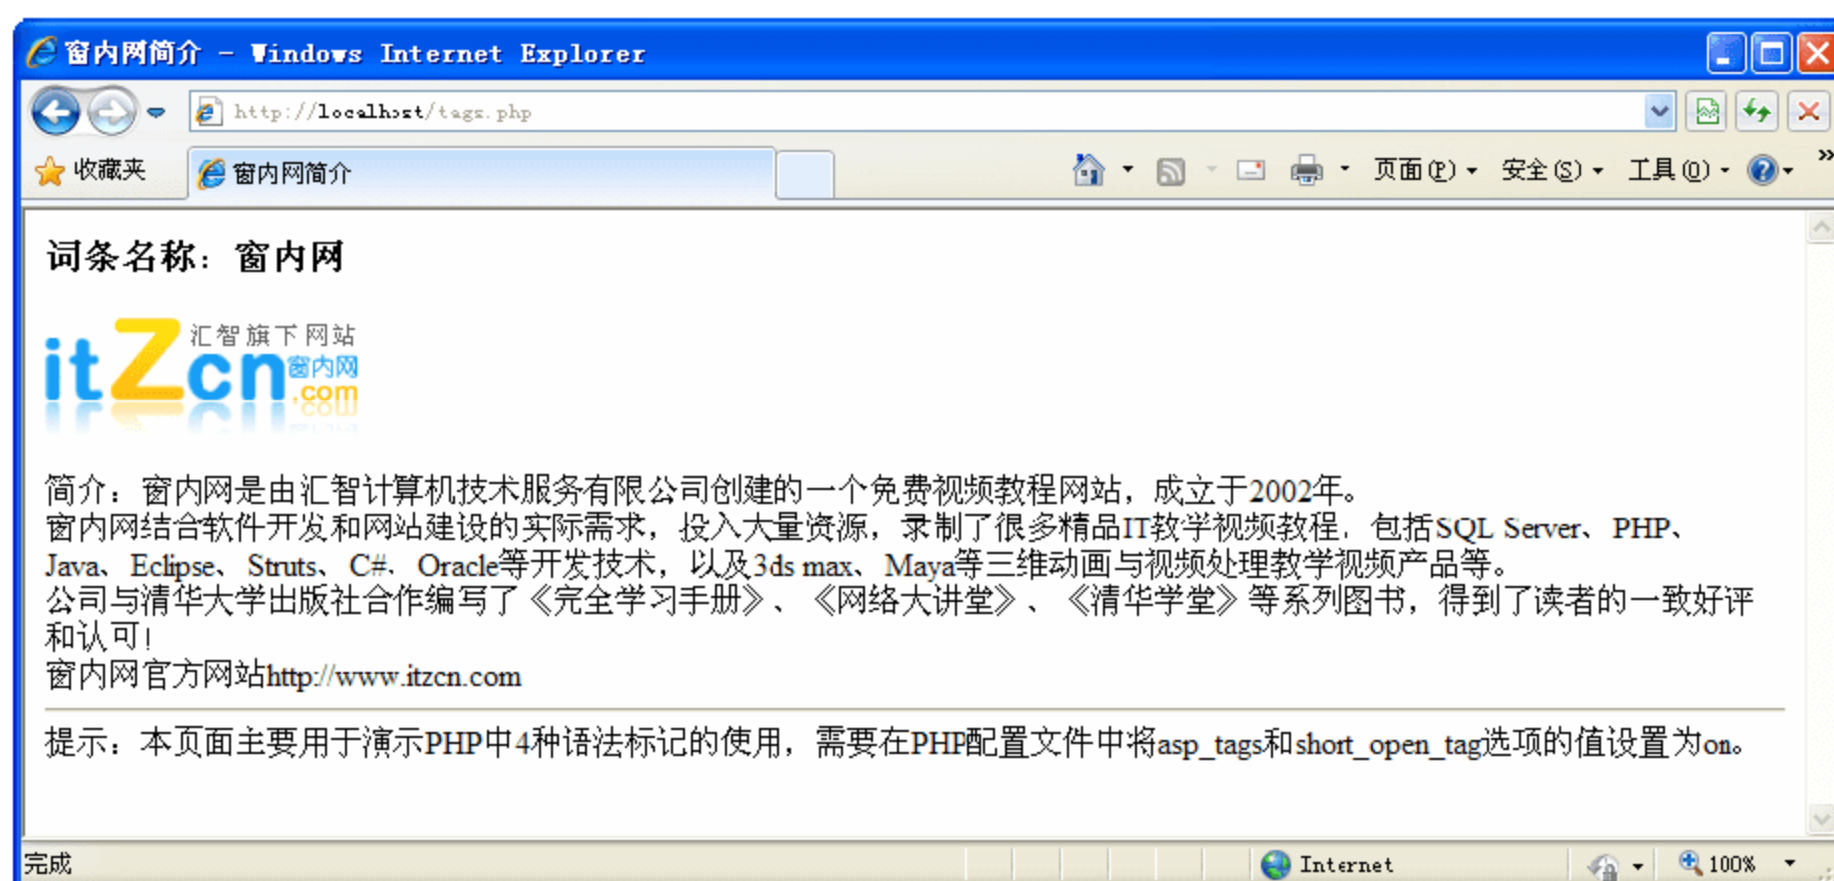 窗内网简介 - Windows Internet Explorer
http://localhost/tags.php
收藏夹
窗内网简介
页面(P)
安全(S)
工具(O)
»
词条名称：窗内网
itZcn
汇智旗下网站
窗内网
.com
简介：窗内网是由汇智计算机技术服务有限公司创建的一个免费视频教程网站，成立于2002年。
窗内网结合软件开发和网站建设的实际需求，投入大量资源，录制了很多精品IT教学视频教程，包括SQL Server、PHP、
Java、Eclipse、Struts、C#、Oracle等开发技术，以及3ds max、Maya等三维动画与视频处理教学视频产品等。
公司与清华大学出版社合作编写了《完全学习手册》、《网络大讲堂》、《清华学堂》等系列图书，得到了读者的一致好评
和认可！
窗内网官方网站http://www.itzcn.com
提示：本页面主要用于演示PHP中4种语法标记的使用，需要在PHP配置文件中将asp_tags和short_open_tag选项的值设置为on。
完成
Internet
100%